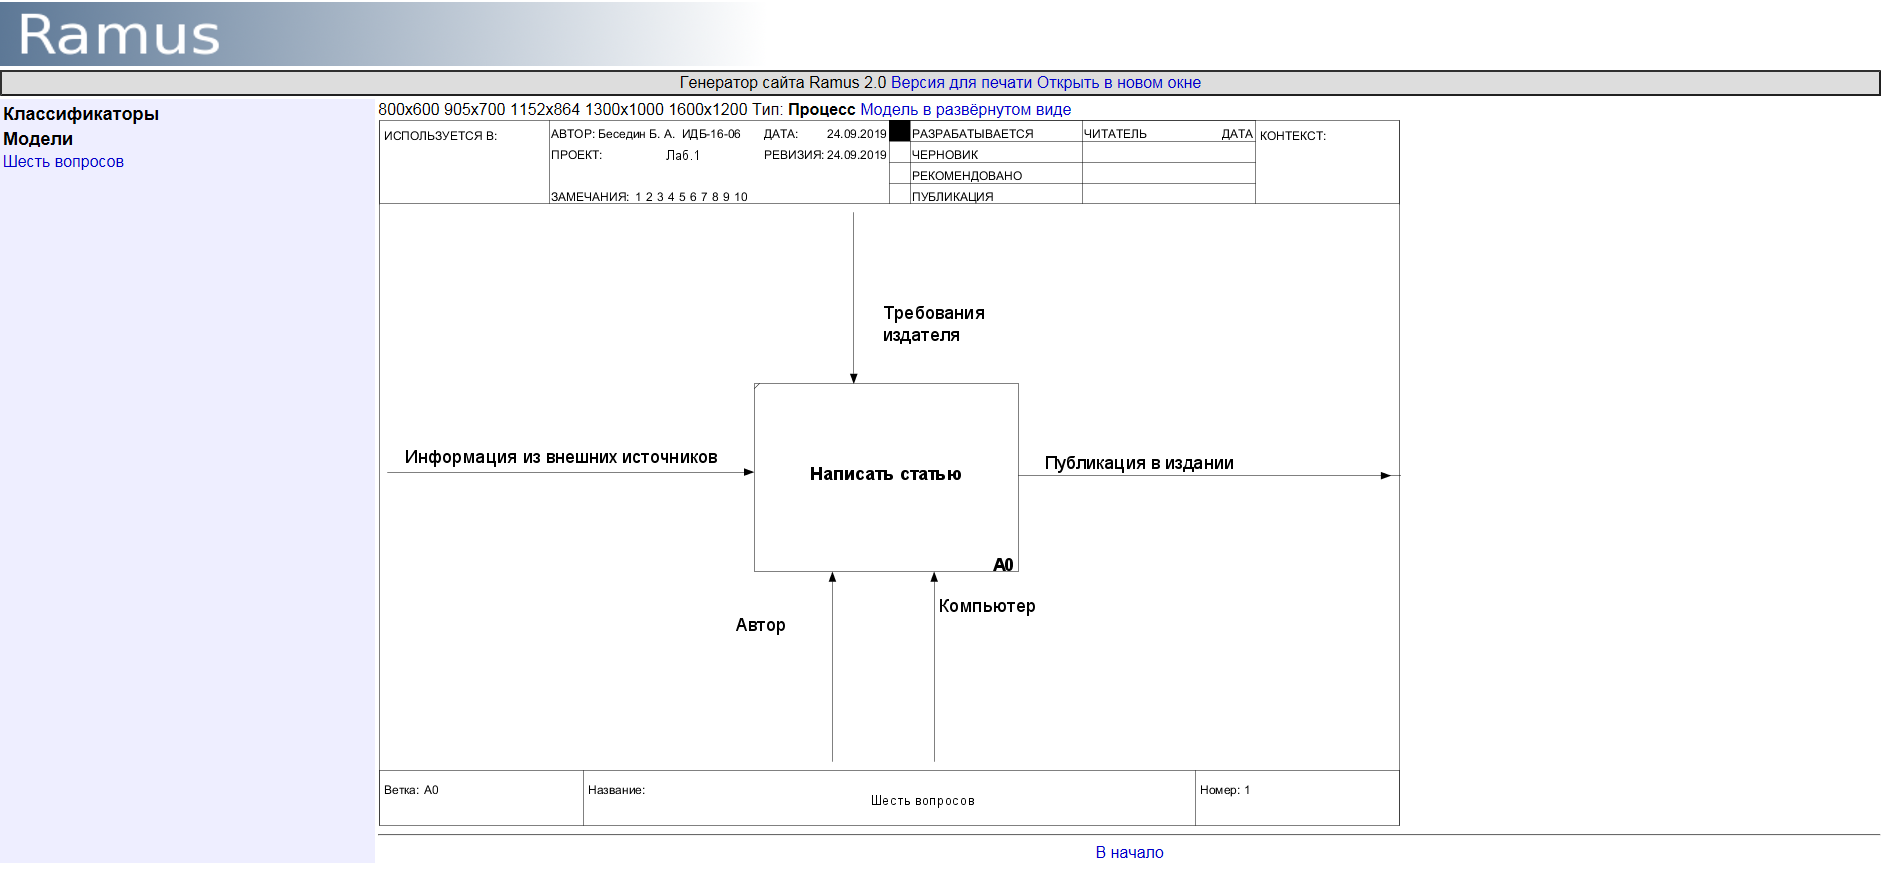 Ramus
Генератор сайта Ramus 2.0 Версия для печати Открыть в новом окне
Классификаторы
Модели
Шесть вопросов
800x600 905x700 1152x864 1300x1000 1600x1200 Тип: Процесс Модель в развёрнутом виде
ИСПОЛЬЗУЕТСЯ В:
АВТОР: Беседин Б. А. ИДБ-16-06
ДАТА: 24.09.2019
ПРОЕКТ: Лаб.1
РЕВИЗИЯ: 24.09.2019
ЗАМЕЧАНИЯ: 1 2 3 4 5 6 7 8 9 10
РАЗРАБАТЫВАЕТСЯ
ЧЕРНОВИК
РЕКОМЕНДОВАНО
ПУБЛИКАЦИЯ
ЧИТАТЕЛЬ ДАТА
КОНТЕКСТ:
Требования
издателя
Информация из внешних источников
Написать статью
A0
Публикация в издании
Компьютер
Автор
Ветка: A0
Название:
Шесть вопросов
Номер: 1
В начало